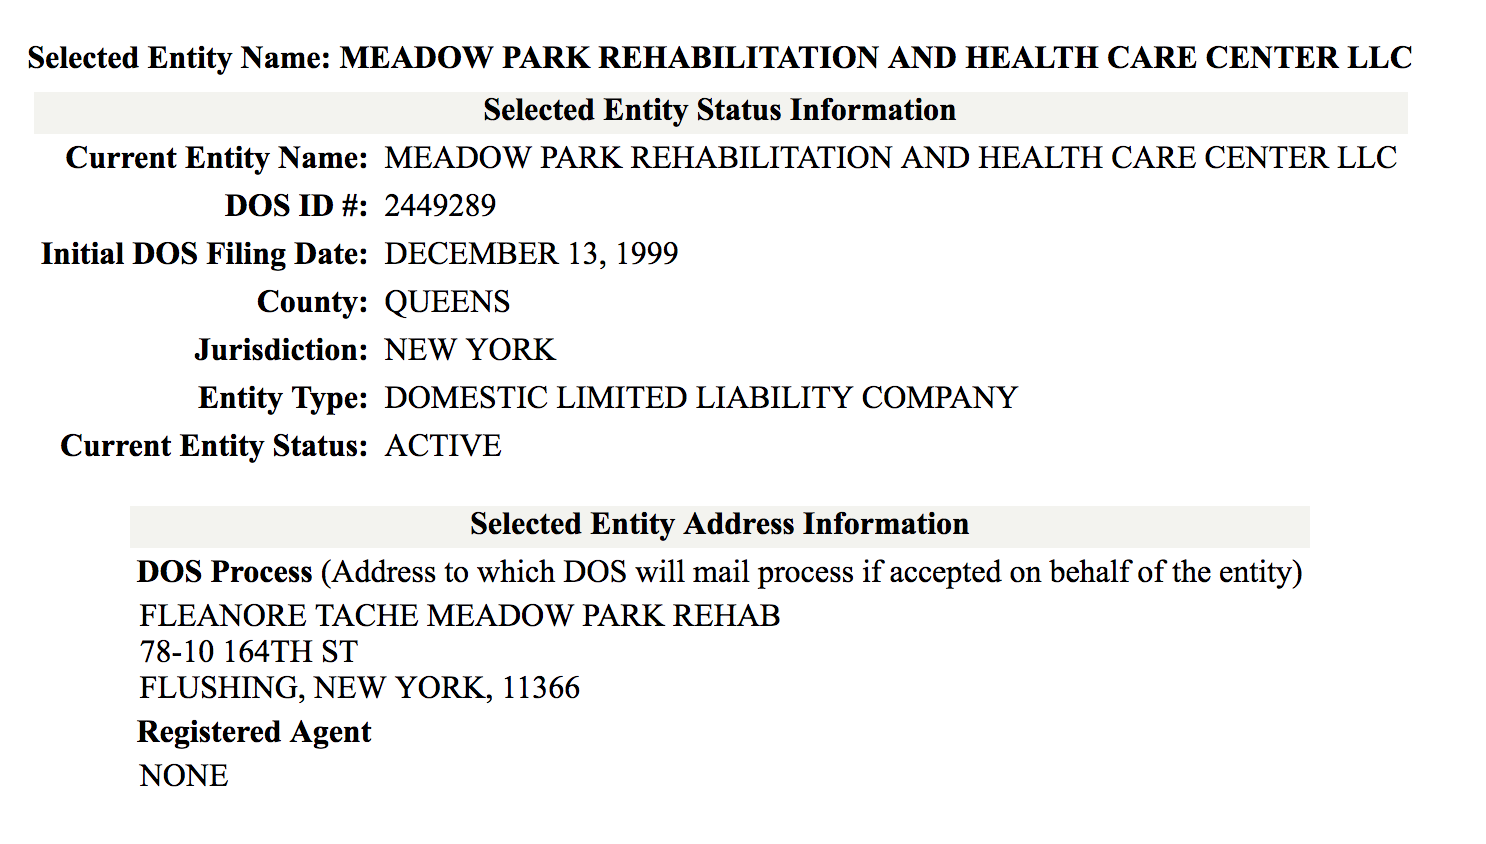 Selected Entity Name: MEADOW PARK REHABILITATION AND HEALTH CARE CENTER LLC
Selected Entity Status Information
Current Entity Name: MEADOW PARK REHABILITATION AND HEALTH CARE CENTER LLC
DOS ID #: 2449289
Initial DOS Filing Date: DECEMBER 13, 1999
County: QUEENS
Jurisdiction: NEW YORK
Entity Type: DOMESTIC LIMITED LIABILITY COMPANY
Current Entity Status: ACTIVE
Selected Entity Address Information
DOS Process (Address to which DOS will mail process if accepted on behalf of the entity)
FLEANORE TACHE MEADOW PARK REHAB
78-10 164TH ST
FLUSHING, NEW YORK, 11366
Registered Agent
NONE